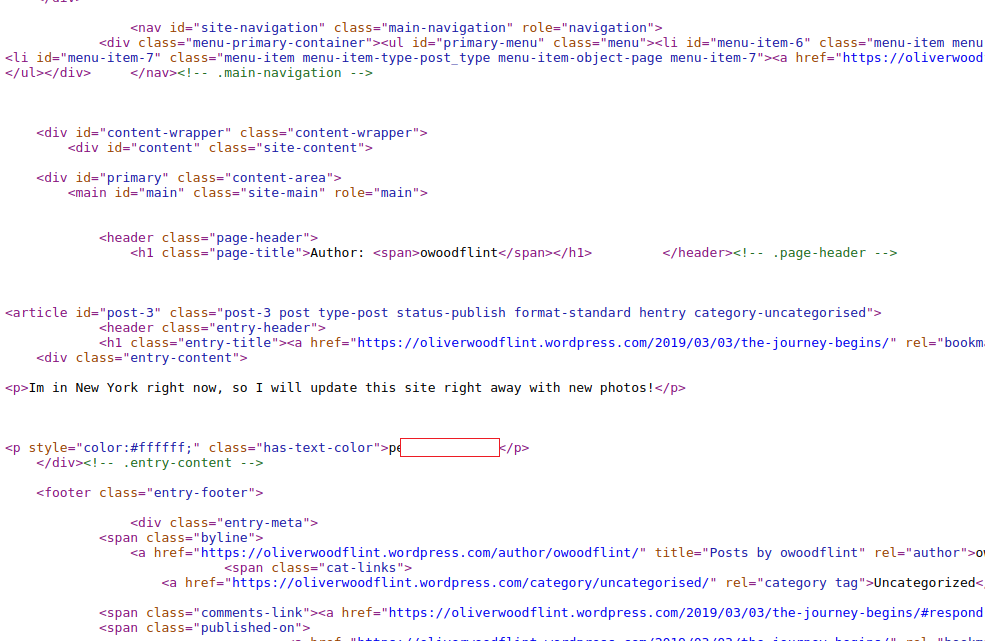 </div>
<nav id="site-navigation" class="main-navigation" role="navigation">
<div class="menu-primary-container"><ul id="primary-menu" class="menu"><li id="menu-item-6" class="menu-item menu
<li id="menu-item-7" class="menu-item menu-item-type-post_type menu-item-object-page menu-item-7"><a href="https://oliverwood
</ul></div> </nav><!-- .main-navigation -->
<div id="content-wrapper" class="content-wrapper">
<div id="content" class="site-content">
<div id="primary" class="content-area">
<main id="main" class="site-main" role="main">
<header class="page-header">
<h1 class="page-title">Author: <span>owoodflint</span></h1> </header><!-- .page-header -->
<article id="post-3" class="post-3 post type-post status-publish format-standard hentry category-uncategorised">
<header class="entry-header">
<h1 class="entry-title"><a href="https://oliverwoodflint.wordpress.com/2019/03/03/the-journey-begins/" rel="bookma
<div class="entry-content">
<p>Im in New York right now, so I will update this site right away with new photos!</p>
<p style="color:#ffffff;" class="has-text-color">pe</p>
</div><!-- .entry-content -->
<footer class="entry-footer">
<div class="entry-meta">
<span class="byline">
<a href="https://oliverwoodflint.wordpress.com/author/owoodflint/" title="Posts by owoodflint" rel="author">ow
<span class="cat-links">
<a href="https://oliverwoodflint.wordpress.com/category/uncategorised/" rel="category tag">Uncategorized<
<span class="comments-link"><a href="https://oliverwoodflint.wordpress.com/2019/03/03/the-journey-begins/#respond
<span class="published-on">